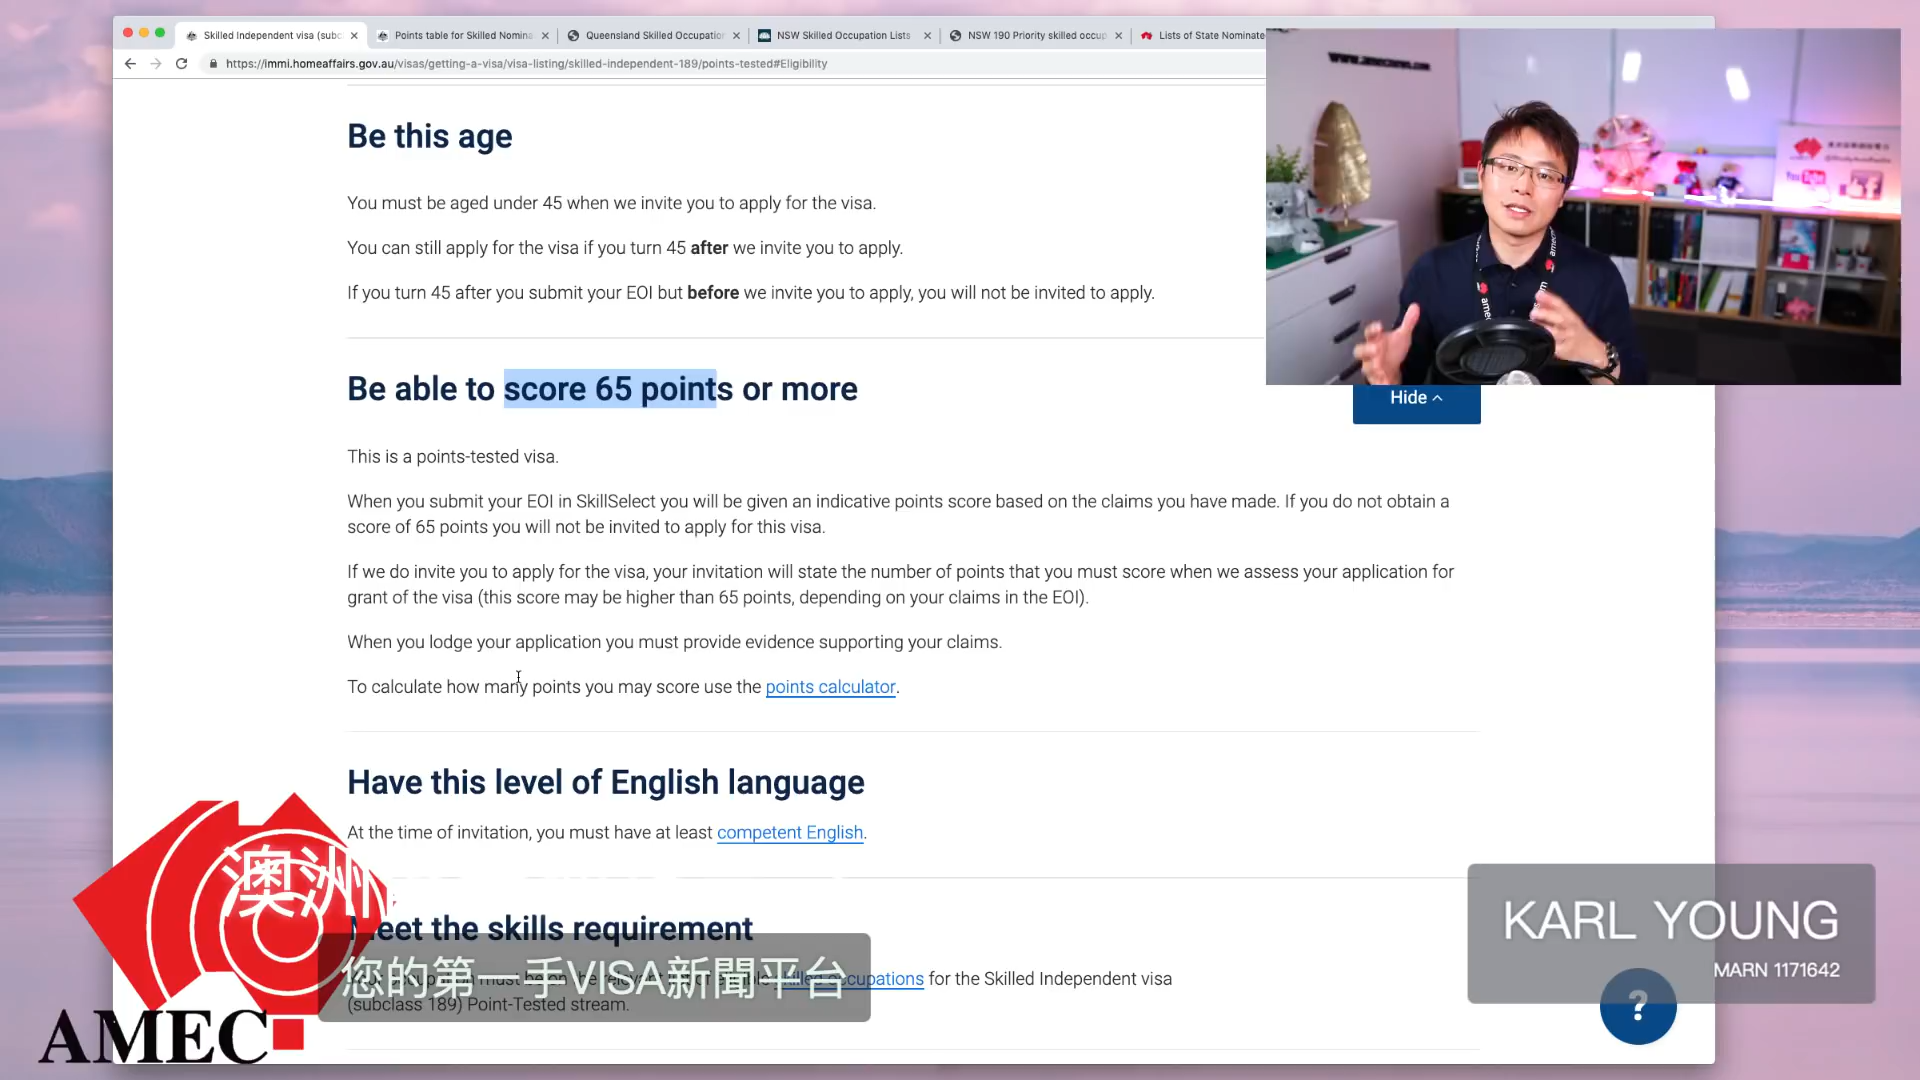 Skilled Independent visa (subc
Points table for Skilled Nomina
Queensland Skilled Occupation
NSW Skilled Occupation Lists
NSW 190 Priority skilled occup
Lists of State Nominate
https://immi.homeaffairs.gov.au/visas/getting-a-visa/visa-listing/skilled-independent-189/points-tested#Eligibility
Be this age
You must be aged under 45 when we invite you to apply for the visa.
You can still apply for the visa if you turn 45 after we invite you to apply.
If you turn 45 after you submit your EOI but before we invite you to apply, you will not be invited to apply.
Be able to score 65 points or more
Hide
This is a points-tested visa.
When you submit your EOI in SkillSelect you will be given an indicative points score based on the claims you have made. If you do not obtain a
score of 65 points you will not be invited to apply for this visa.
If we do invite you to apply for the visa, your invitation will state the number of points that you must score when we assess your application for
grant of the visa (this score may be higher than 65 points, depending on your claims in the EOI).
When you lodge your application you must provide evidence supporting your claims.
To calculate how many points you may score use the points calculator.
Have this level of English language
At the time of invitation, you must have at least competent English.
Meet the skills requirement
for the Skilled Independent visa
(subclass 189) Point-Tested stream.
澳洲
您的第一手VISA新聞平台
AMEC
KARL YOUNG
MARN 1171642
?